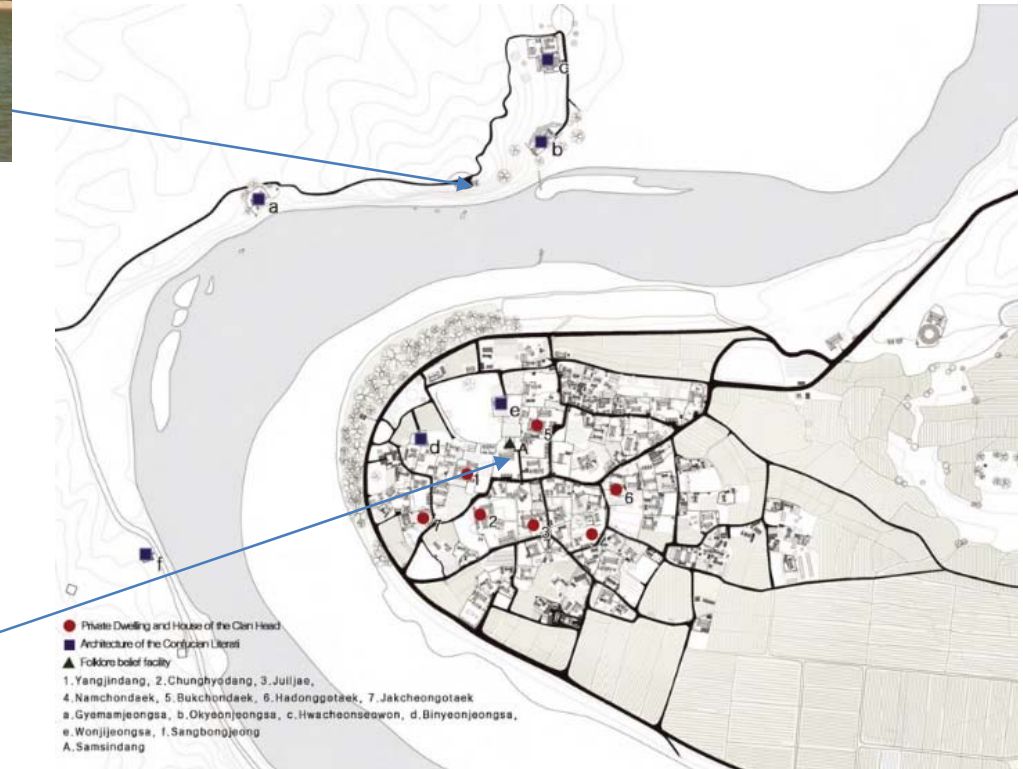 c
b
a
e
5
d
A
1
6
7
2
3
4
f
Private Dwelling and House of the Clan Head
Architecture of the Confucian Literati
Folklore belief facility
1.Yangjindang, 2.Chunghyodang, 3.Juiljae,
4.Namchondaek, 5.Bukchondaek, 6.Hadonggotaek, 7.Jakcheongotaek
a.Gyemamjeongsa, b.Okyeonjeongsa, c.Hwacheonseowon, d.Binyeonjeongsa,
e.Wonjijeongsa, f.Sangbongjeong
A.Samsindang